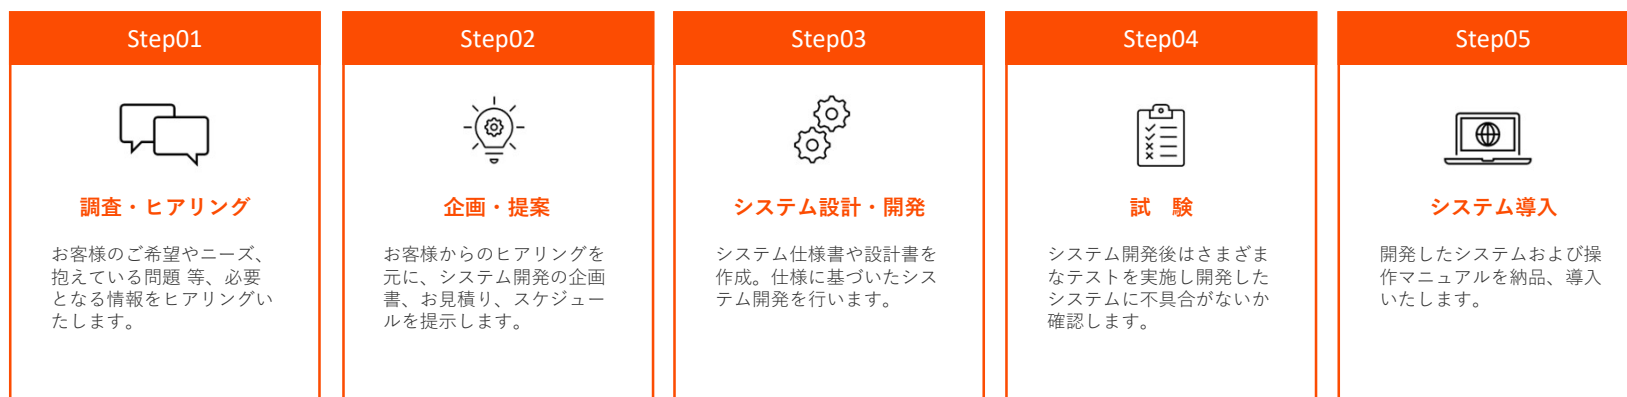 Step01
調査・ヒアリング
お客様のご希望やニーズ、
抱えている問題 等、必要
となる情報をヒアリングい
たします。
Step02
企画・提案
お客様からのヒアリングを
元に、システム開発の企画
書、お見積り、スケジュー
ルを提示します。
Step03
システム設計・開発
システム仕様書や設計書を
作成。仕様に基づいたシス
テム開発を行います。
Step04
試　験
システム開発後はさまざま
なテストを実施し開発した
システムに不具合がないか
確認します。
Step05
システム導入
開発したシステムおよび操
作マニュアルを納品、導入
いたします。